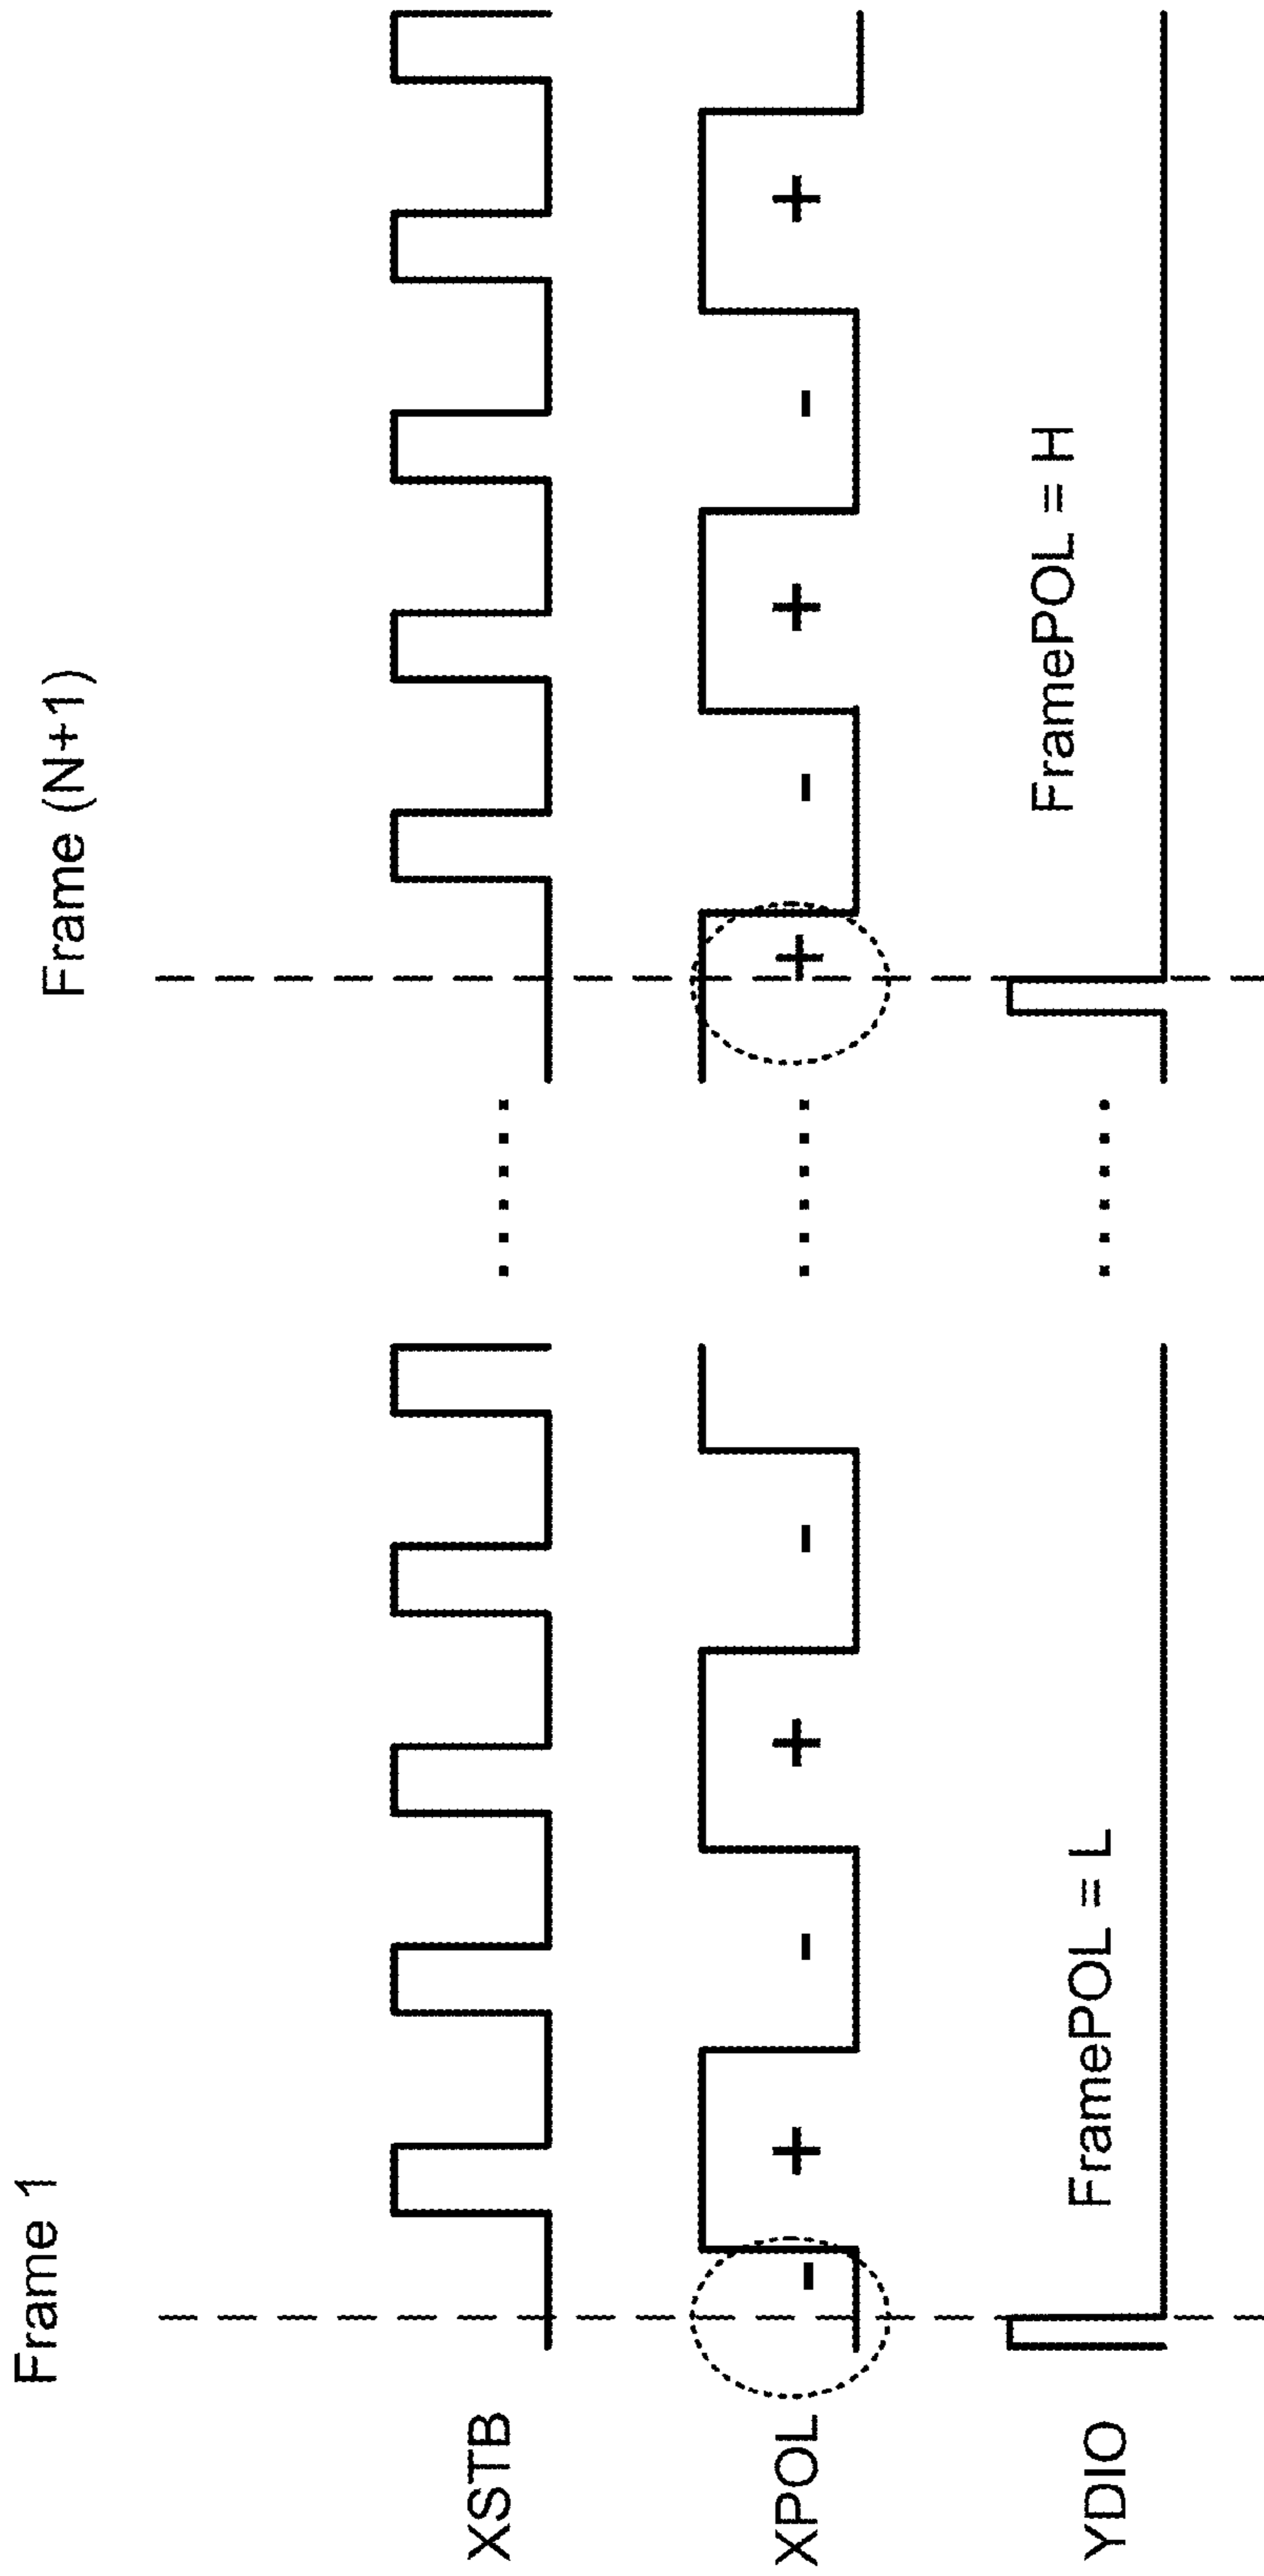 Frame 1
Frame (N+1)
XSTB
XPOL
- + - + -
+ - + - +
YDIO
FramePOL = L
FramePOL = H